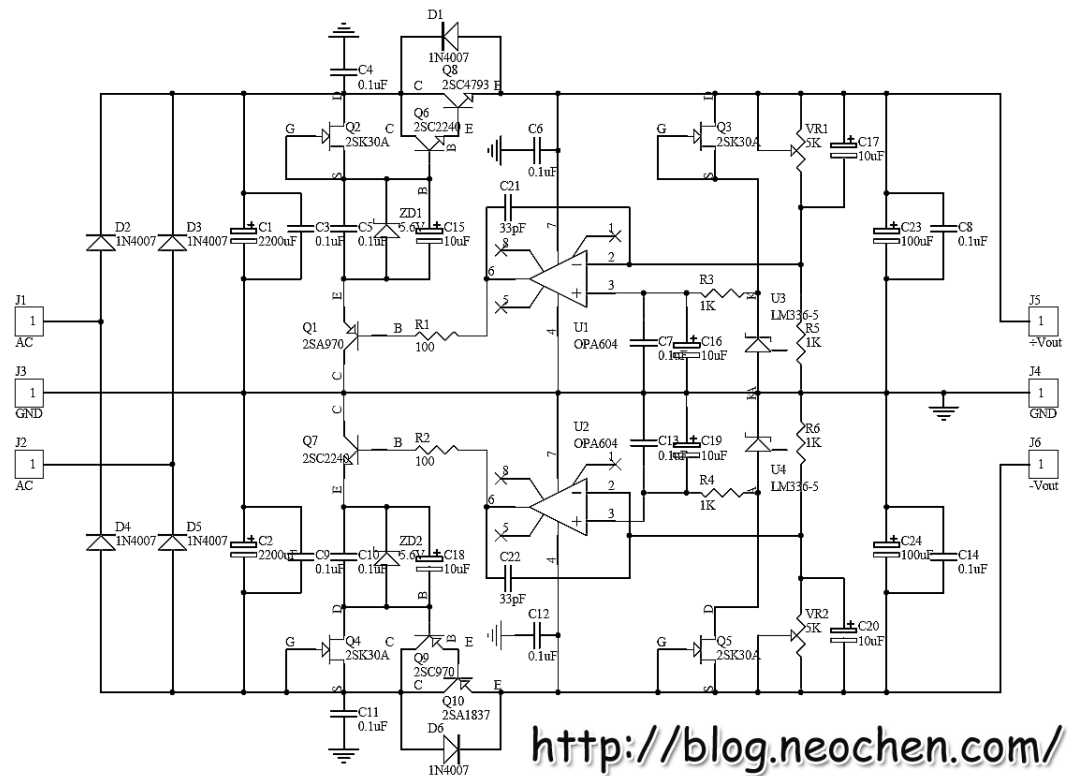 D1
1N4007
C4
0.1uF
Q8
2SC4793
C
E
D
Q6
2SC2240
C
E
B
G
Q2
2SK30A
S
B
C6
0.1uF
D
G
Q3
2SK30A
S
VR1
5K
C17
10uF
C21
33pF
7
8
1
D2
1N4007
D3
1N4007
C1
2200uF
C3
0.1uF
C5
0.1uF
ZD1
5.6V
C15
10uF
C23
100uF
C8
0.1uF
2
6
3
5
4
R3
1K
K
U3
LM336-5
J1
1
AC
E
Q1
2SA970
B
R1
100
C
U1
OPA604
C7
0.1uF
C16
10uF
R5
1K
J5
1
÷Vout
J3
1
GND
A
K
J4
1
GND
C
Q7
2SC2240
B
R2
100
E
U2
OPA604
7
8
1
C13
0.1uF
C19
10uF
R6
1K
U4
LM336-5
J2
1
AC
J6
1
-Vout
2
6
3
5
4
R4
1K
A
D4
1N4007
D5
1N4007
C2
2200uF
C9
0.1uF
C10
0.1uF
ZD2
5.6V
C18
10uF
C22
33pF
C24
100uF
C14
0.1uF
D
B
G
Q4
2SK30A
S
C
B
E
Q9
2SC970
C12
0.1uF
D
G
Q5
2SK30A
S
VR2
5K
C20
10uF
C
E
Q10
2SA1837
C11
0.1uF
D6
1N4007
http://blog.neochen.com/